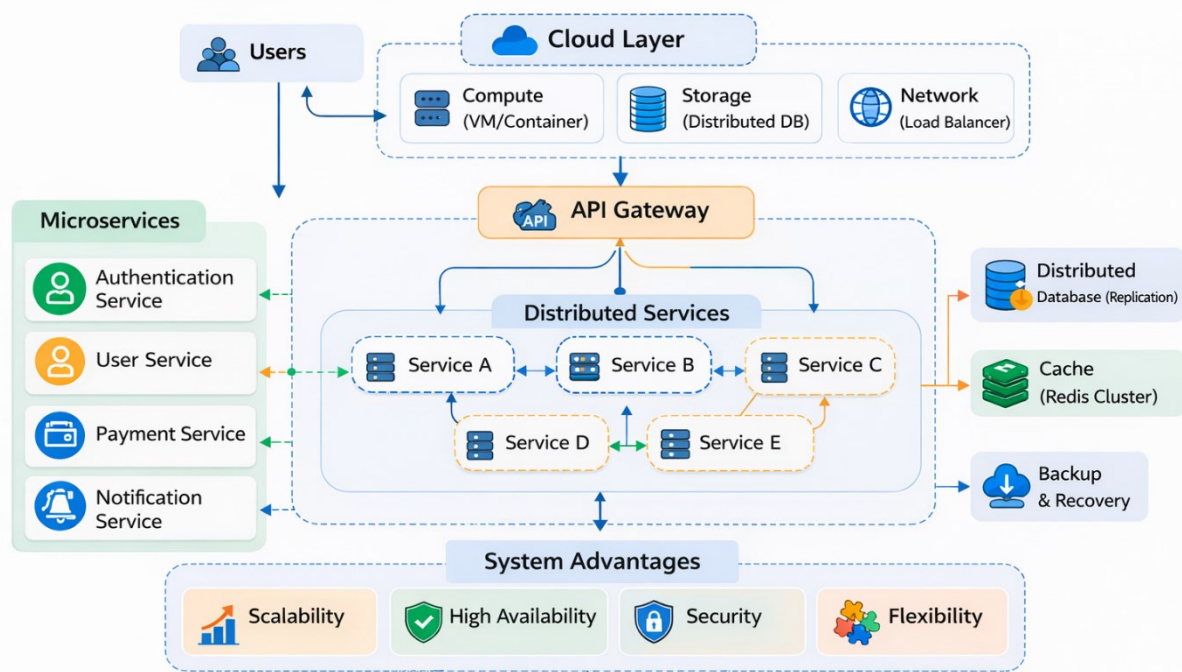 Users
Cloud Layer
Compute
(VM/Container)
Storage
(Distributed DB)
Network
(Load Balancer)
API
API Gateway
Microservices
Authentication
Service
User Service
Payment Service
Notification
Service
Distributed Services
Service A
Service B
Service C
Service D
Service E
Distributed
Database (Replication)
Cache
(Redis Cluster)
Backup
& Recovery
System Advantages
Scalability
High Availability
Security
Flexibility